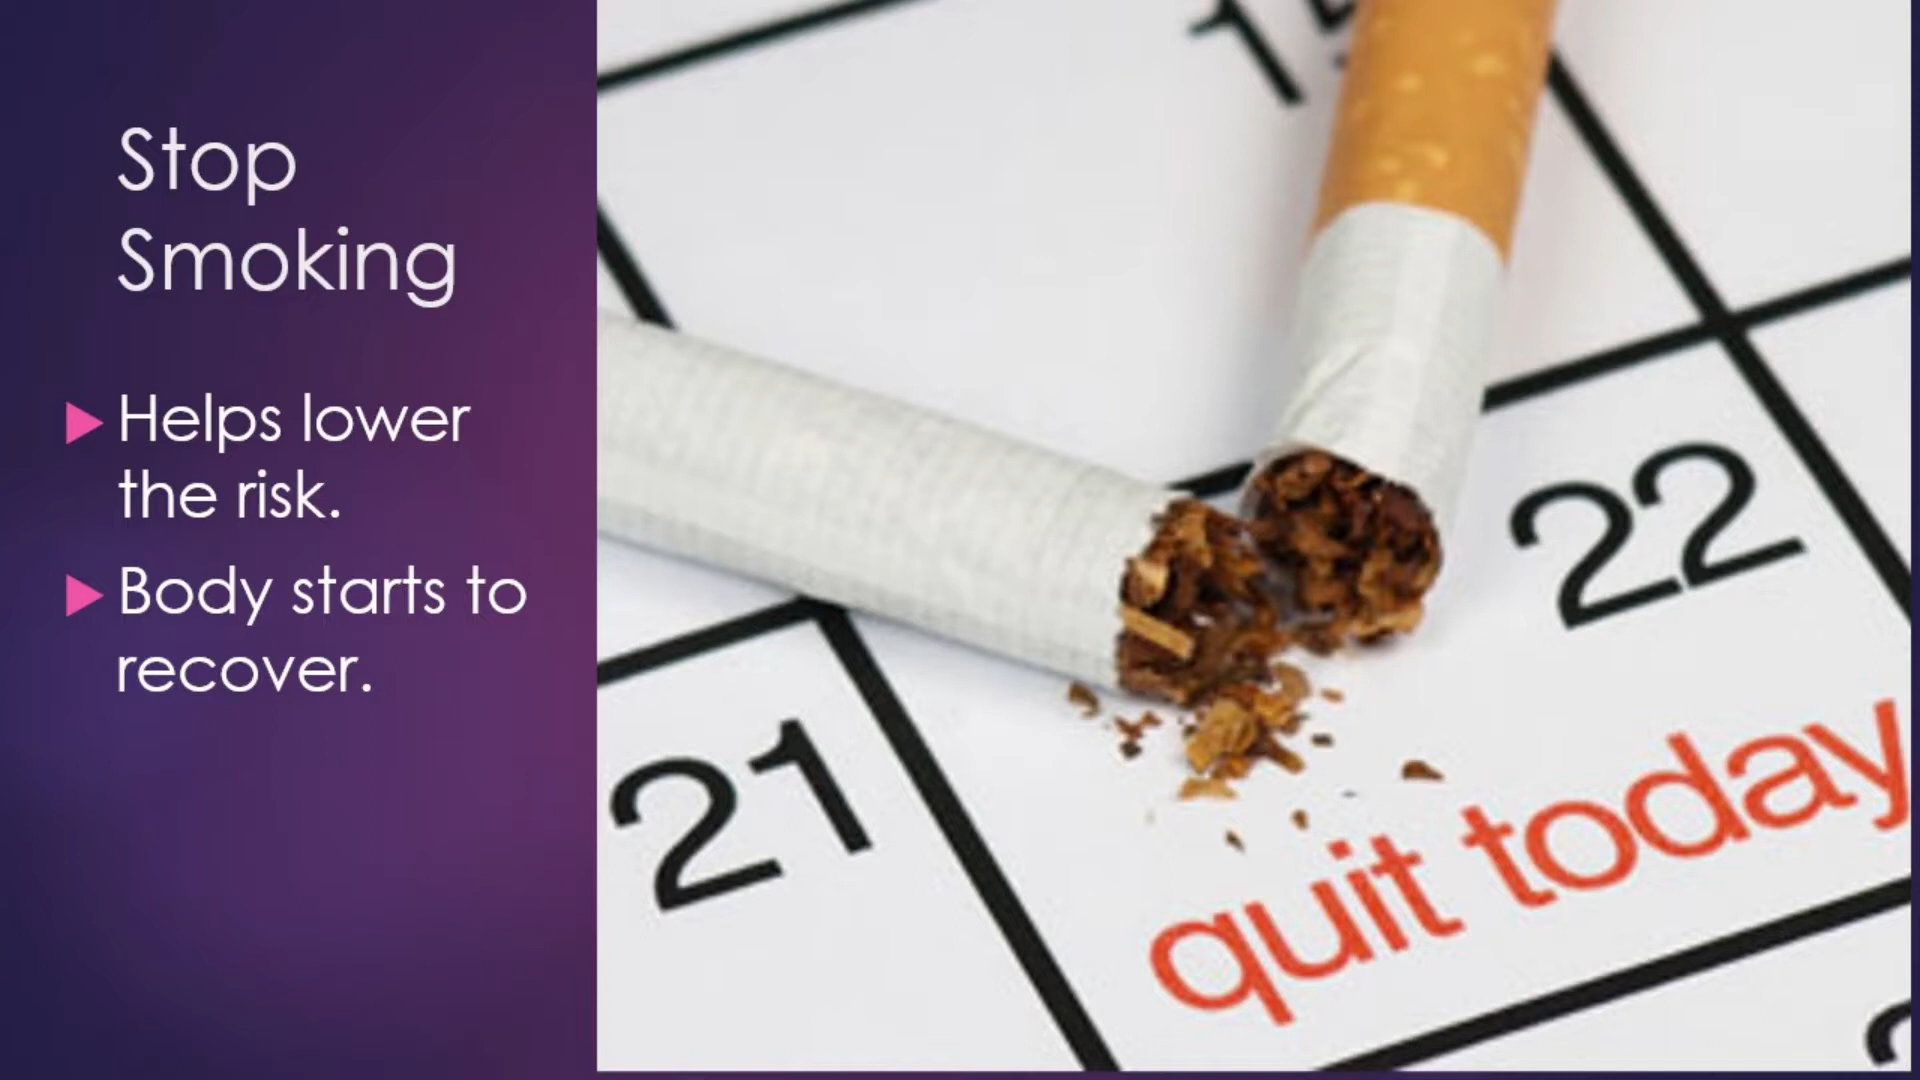 Stop
Smoking
Helps lower
the risk.
Body starts to
recover.
22
21
quit today